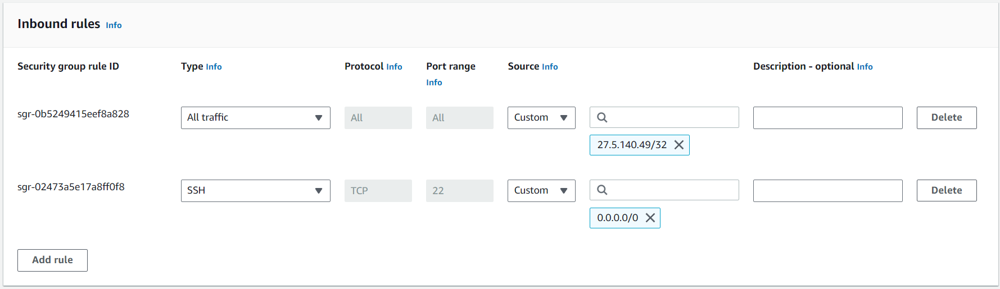 Inbound rules Info
Security group rule ID Type Info Protocol Info Port range Info Source Info Description - optional Info
sgr-0b5249415eef8a828 All traffic All All Custom Delete
27.5.140.49/32
sgr-02473a5e17a8ff0f8 SSH TCP 22 Custom Delete
0.0.0.0/0
Add rule